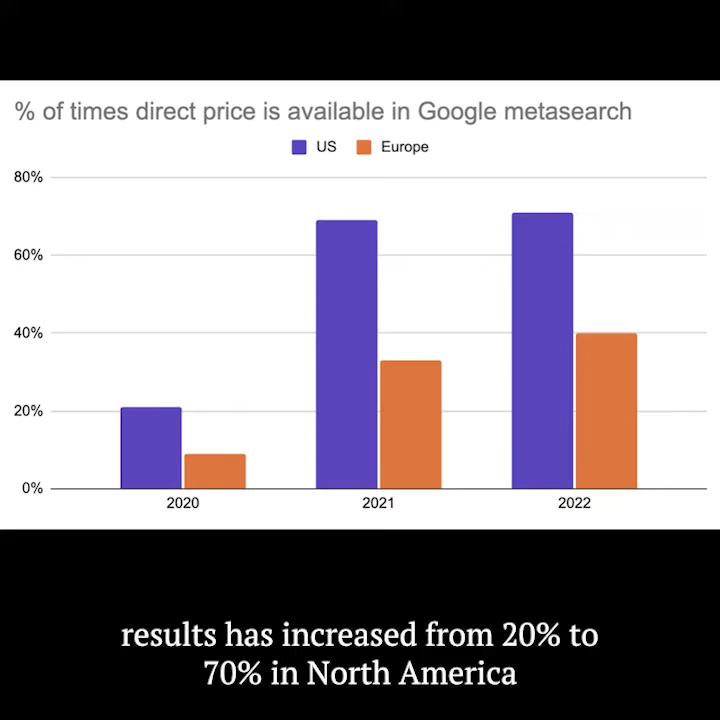 % of times direct price is available in Google metasearch
US Europe
80%
60%
40%
20%
0%
2020 2021 2022
results has increased from 20% to
70% in North America